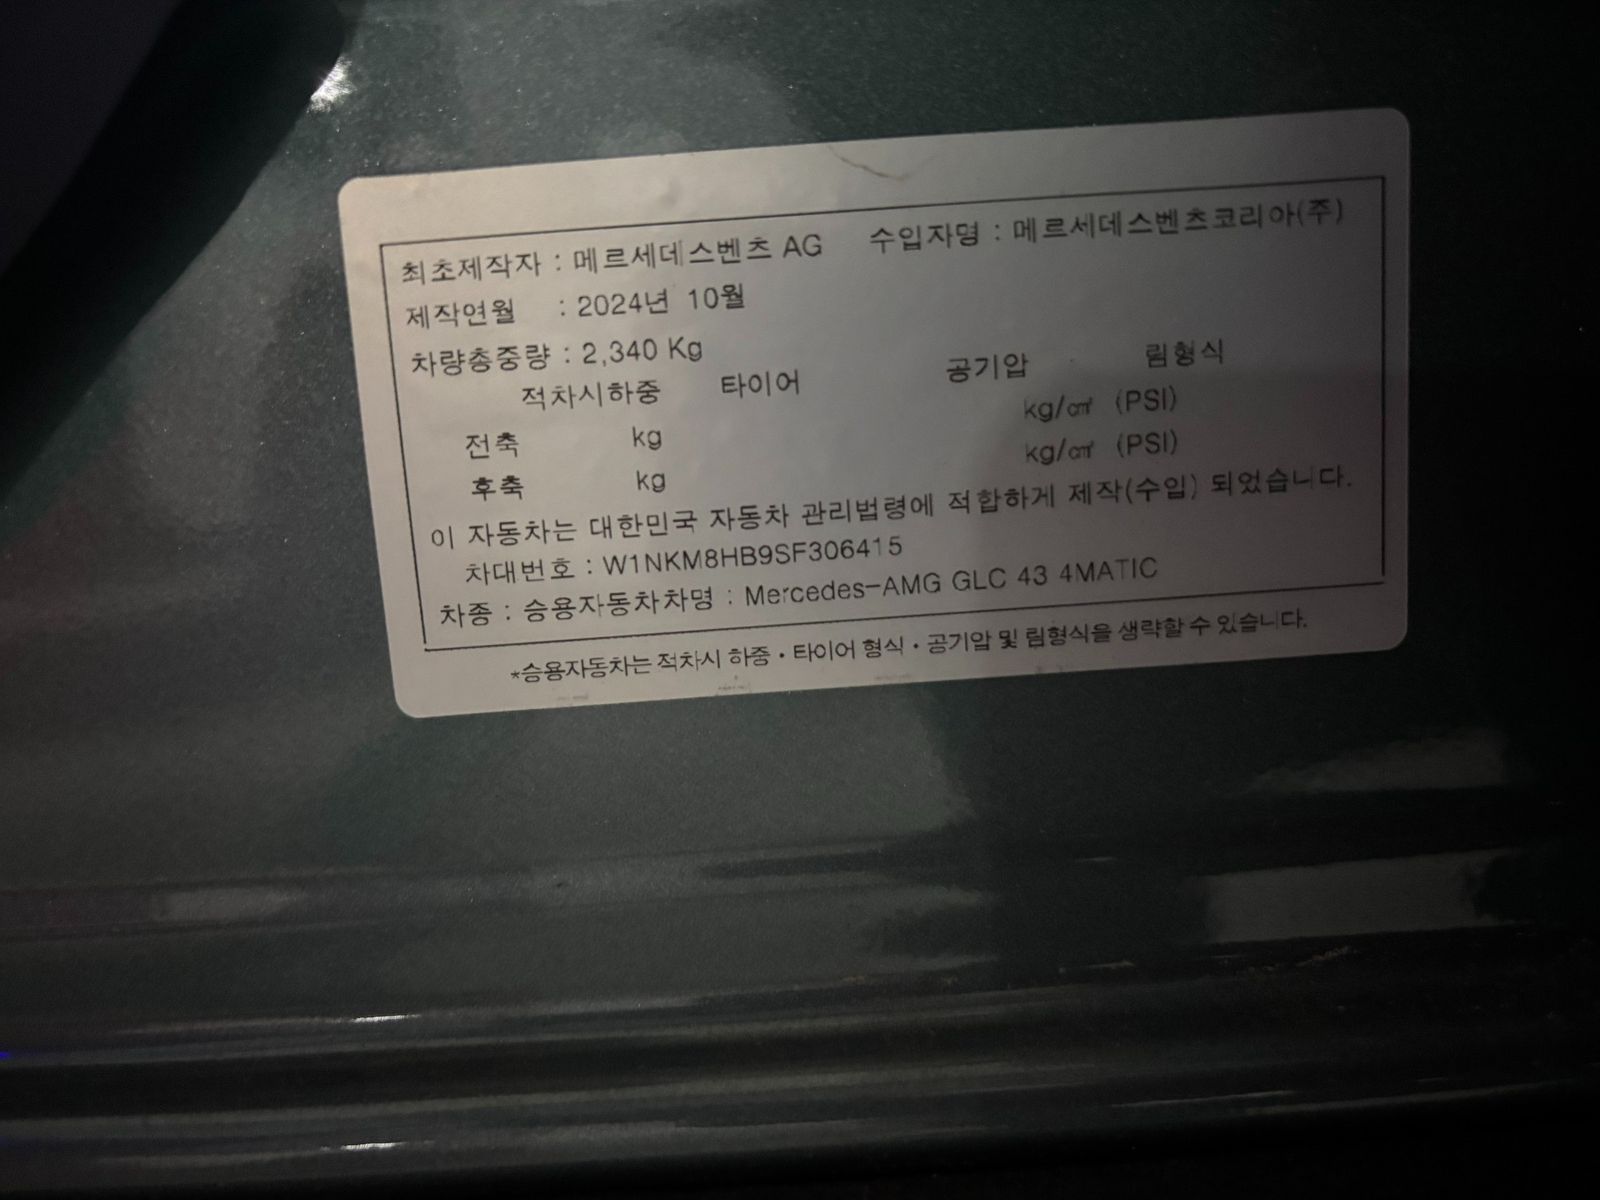 최초제작자 : 메르세데스벤츠 AG 수입자명 : 메르세데스벤츠코리아(주)
제작연월 : 2024년 10월
차량총중량 : 2,340 Kg
적차시하중 타이어 공기압 림형식
전축 kg kg/㎠ (PSI)
후축 kg kg/㎠ (PSI)
이 자동차는 대한민국 자동차 관리법령에 적합하게 제작(수입) 되었습니다.
차대번호 : W1NKM8HB9SF306415
차종 : 승용자동차차명 : Mercedes-AMG GLC 43 4MATIC
*승용자동차는 적차시 하중·타이어 형식·공기압 및 림형식을 생략할 수 있습니다.